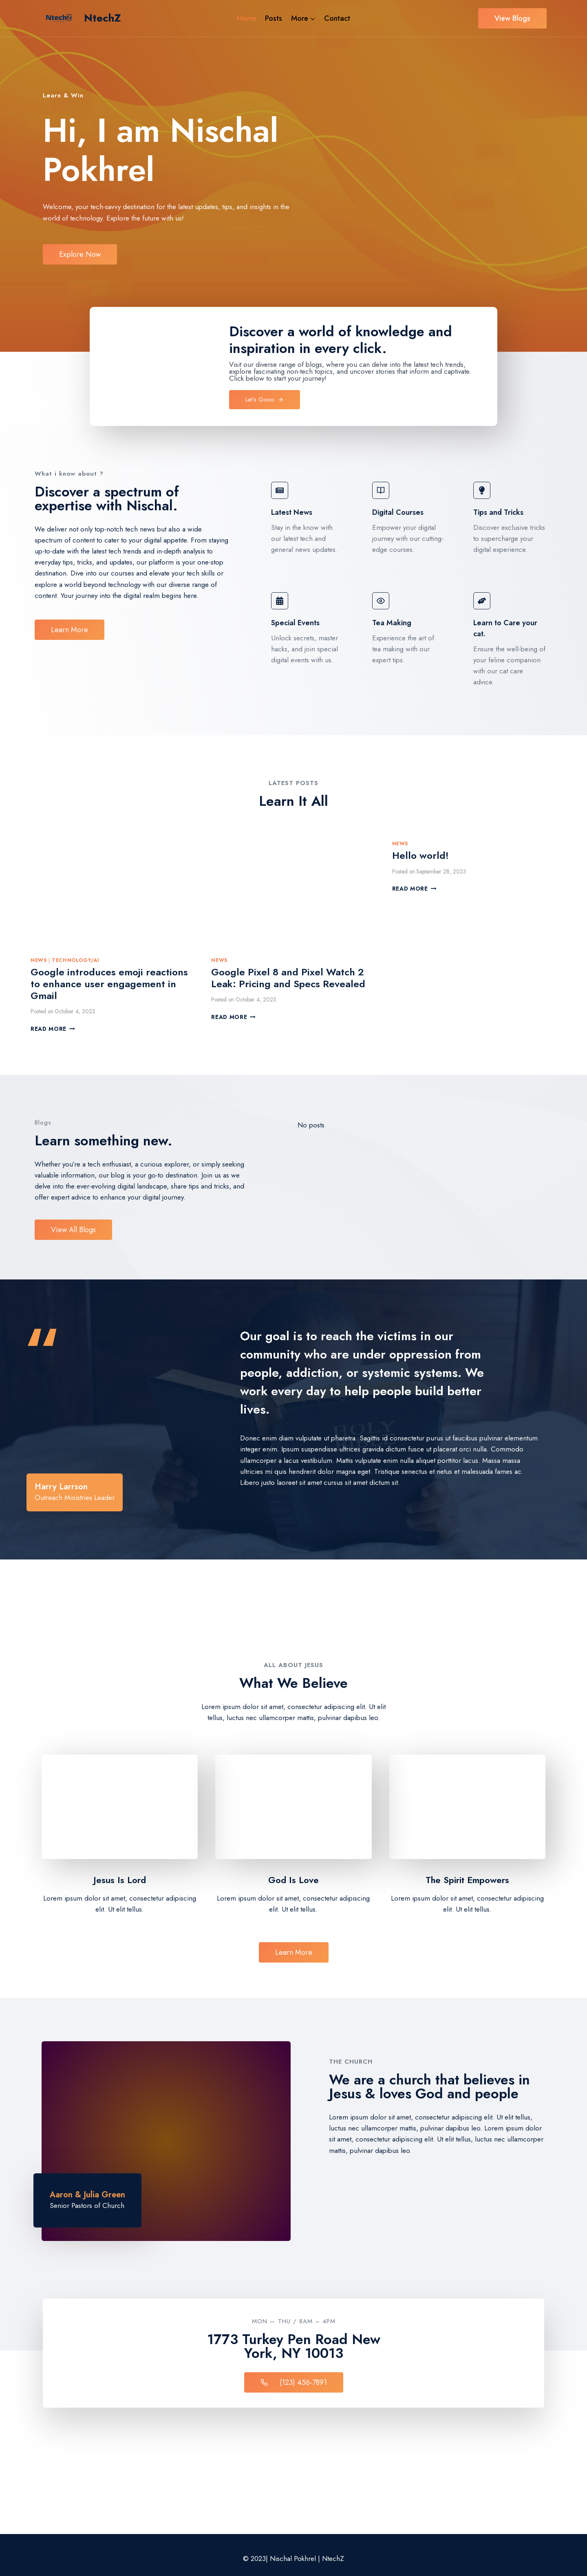 NtechZ NtechZ Home Posts More Contact View Blogs
Learn & Win
Hi, I am Nischal
Pokhrel
Welcome, your tech-savvy destination for the latest updates, tips, and insights in the
world of technology. Explore the future with us!
Explore Now
Discover a world of knowledge and
inspiration in every click.
Visit our diverse range of blogs, where you can delve into the latest tech trends,
explore fascinating non-tech topics, and uncover stories that inform and captivate.
Click below to start your journey!
Let's Gooo
What i know about ?
Discover a spectrum of
expertise with Nischal.
We deliver not only top-notch tech news but also a wide
spectrum of content to cater to your digital appetite. From staying
up-to-date with the latest tech trends and in-depth analysis to
everyday tips, tricks, and updates, our platform is your one-stop
destination. Dive into our courses and elevate your tech skills or
explore a world beyond technology with our diverse range of
content. Your journey into the digital realm begins here.
Learn More
Latest News
Stay in the know with
our latest tech and
general news updates.
Digital Courses
Empower your digital
journey with our cutting-
edge courses.
Tips and Tricks
Discover exclusive tricks
to supercharge your
digital experience.
Special Events
Unlock secrets, master
hacks, and join special
digital events with us.
Tea Making
Experience the art of
tea making with our
expert tips.
Learn to Care your
cat.
Ensure the well-being of
your feline companion
with our cat care
advice.
LATEST POSTS
Learn It All
NEWS | TECHNOLOGY/AI
Google introduces emoji reactions
to enhance user engagement in
Gmail
Posted on October 4, 2023
READ MORE
NEWS
Google Pixel 8 and Pixel Watch 2
Leak: Pricing and Specs Revealed
Posted on October 4, 2023
READ MORE
NEWS
Hello world!
Posted on September 28, 2023
READ MORE
Blogs
Learn something new.
Whether you're a tech enthusiast, a curious explorer, or simply seeking
valuable information, our blog is your go-to destination. Join us as we
delve into the ever-evolving digital landscape, share tips and tricks, and
offer expert advice to enhance your digital journey.
View All Blogs
No posts
"
Harry Larrson
Outreach Ministries Leader
Our goal is to reach the victims in our
community who are under oppression from
people, addiction, or systemic systems. We
work every day to help people build better
lives.
HOLY
Donec enim diam vulputate ut pharetra. Sagittis id consectetur purus ut faucibus pulvinar elementum
integer enim. Ipsum suspendisse ultrices gravida dictum fusce ut placerat orci nulla. Commodo
ullamcorper a lacus vestibulum. Mattis vulputate enim nulla aliquet porttitor lacus. Massa massa
ultricies mi quis hendrerit dolor magna eget. Tristique senectus et netus et malesuada fames ac.
Libero justo laoreet sit amet cursus sit amet dictum sit.
ALL ABOUT JESUS
What We Believe
Lorem ipsum dolor sit amet, consectetur adipiscing elit. Ut elit
tellus, luctus nec ullamcorper mattis, pulvinar dapibus leo.
Jesus Is Lord
Lorem ipsum dolor sit amet, consectetur adipiscing
elit. Ut elit tellus.
God Is Love
Lorem ipsum dolor sit amet, consectetur adipiscing
elit. Ut elit tellus.
The Spirit Empowers
Lorem ipsum dolor sit amet, consectetur adipiscing
elit. Ut elit tellus.
Learn More
Aaron & Julia Green
Senior Pastors of Church
THE CHURCH
We are a church that believes in
Jesus & loves God and people
Lorem ipsum dolor sit amet, consectetur adipiscing elit. Ut elit tellus,
luctus nec ullamcorper mattis, pulvinar dapibus leo. Lorem ipsum dolor
sit amet, consectetur adipiscing elit. Ut elit tellus, luctus nec ullamcorper
mattis, pulvinar dapibus leo.
MON — THU / 8AM – 4PM
1773 Turkey Pen Road New
York, NY 10013
(123) 456-7891
© 2023| Nischal Pokhrel | NtechZ